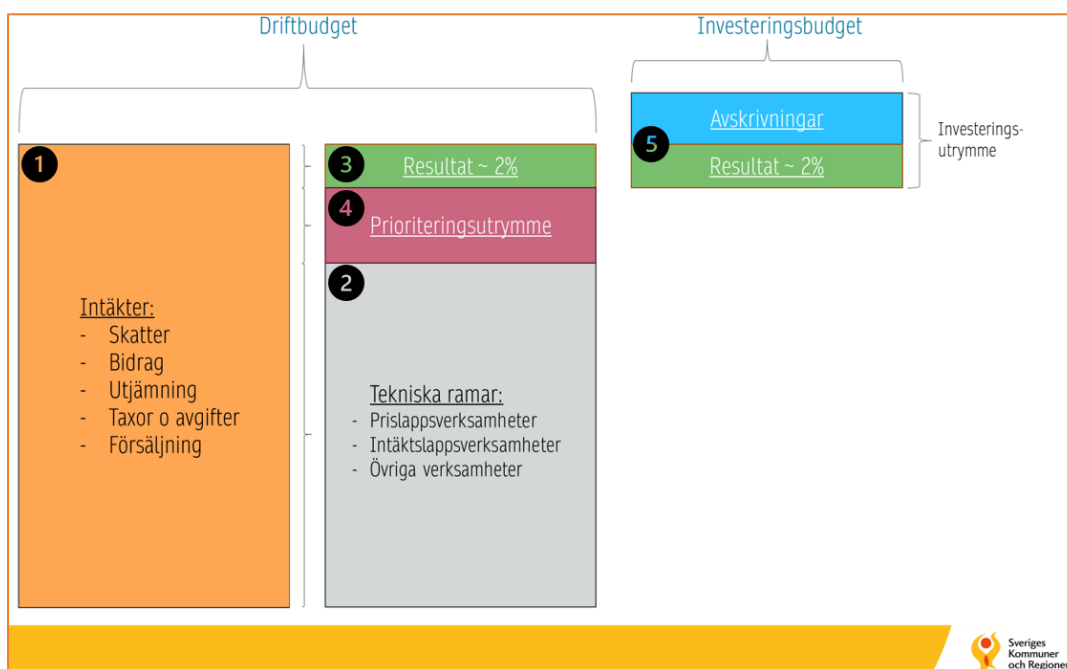 Driftbudget
Investeringsbudget
1
Intäkter:
- Skatter
- Bidrag
- Utjämning
- Taxor o avgifter
- Försäljning
3
Resultat ~ 2%
4
Prioriteringsutrymme
2
Tekniska ramar:
- Prislappsverksamheter
- Intäktslappsverksamheter
- Övriga verksamheter
Avskrivningar
5
Resultat ~ 2%
Investerings-
utrymme
Sveriges
Kommuner
och Regioner